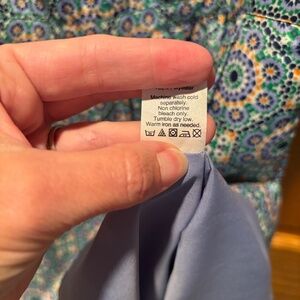 Machine wash cold
separately.
Non chlorine
bleach only.
Tumble dry low.
Warm iron as needed.